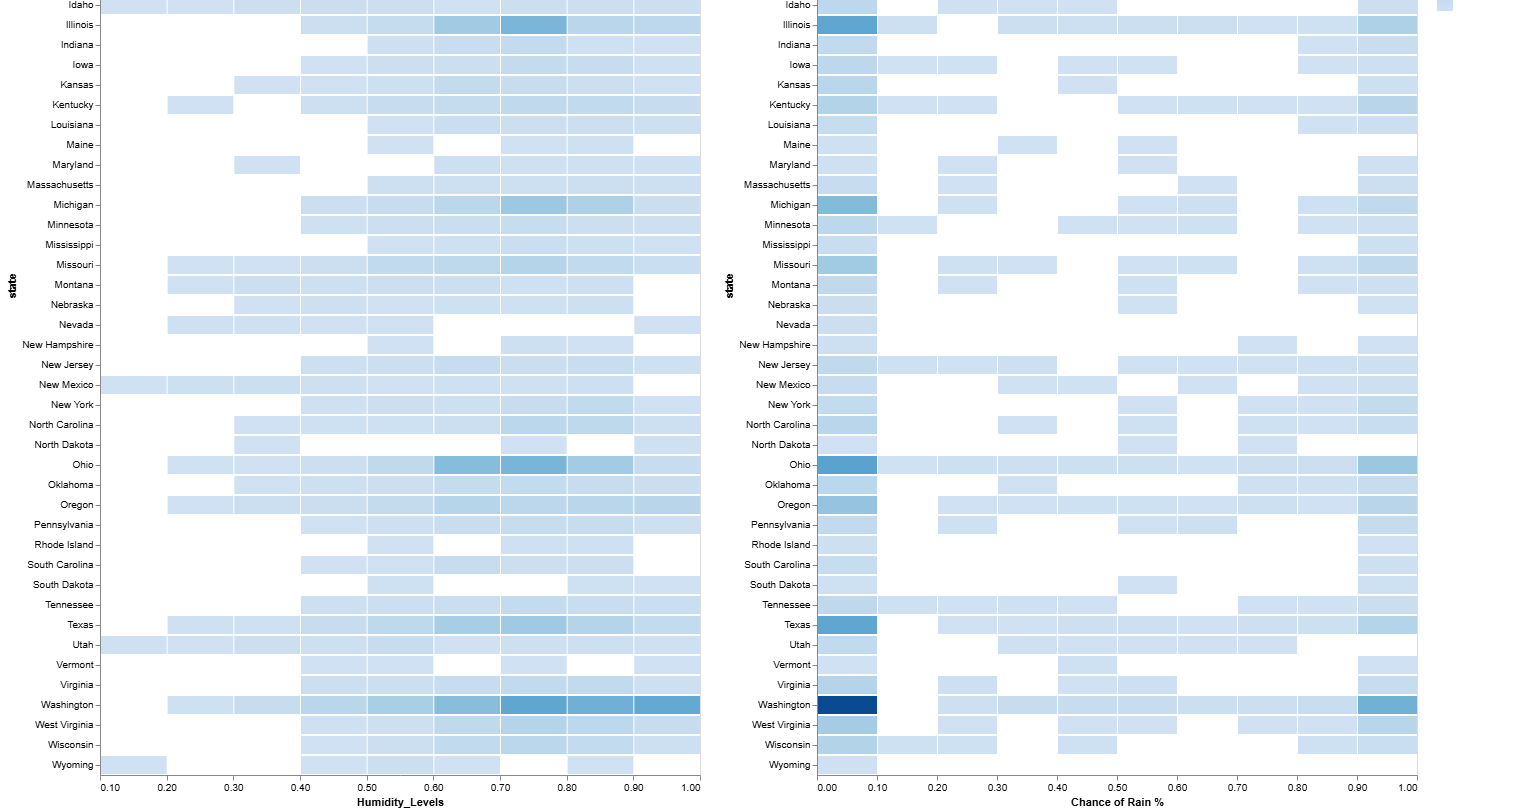 Idaho
Illinois
Indiana
Iowa
Kansas
Kentucky
Louisiana
Maine
Maryland
Massachusetts
Michigan
Minnesota
Mississippi
Missouri
Montana
Nebraska
Nevada
New Hampshire
New Jersey
New Mexico
New York
North Carolina
North Dakota
Ohio
Oklahoma
Oregon
Pennsylvania
Rhode Island
South Carolina
South Dakota
Tennessee
Texas
Utah
Vermont
Virginia
Washington
West Virginia
Wisconsin
Wyoming
state
0.10 0.20 0.30 0.40 0.50 0.60 0.70 0.80 0.90 1.00
Humidity_Levels
Idaho
Illinois
Indiana
Iowa
Kansas
Kentucky
Louisiana
Maine
Maryland
Massachusetts
Michigan
Minnesota
Mississippi
Missouri
Montana
Nebraska
Nevada
New Hampshire
New Jersey
New Mexico
New York
North Carolina
North Dakota
Ohio
Oklahoma
Oregon
Pennsylvania
Rhode Island
South Carolina
South Dakota
Tennessee
Texas
Utah
Vermont
Virginia
Washington
West Virginia
Wisconsin
Wyoming
state
0.00 0.10 0.20 0.30 0.40 0.50 0.60 0.70 0.80 0.90 1.00
Chance of Rain %